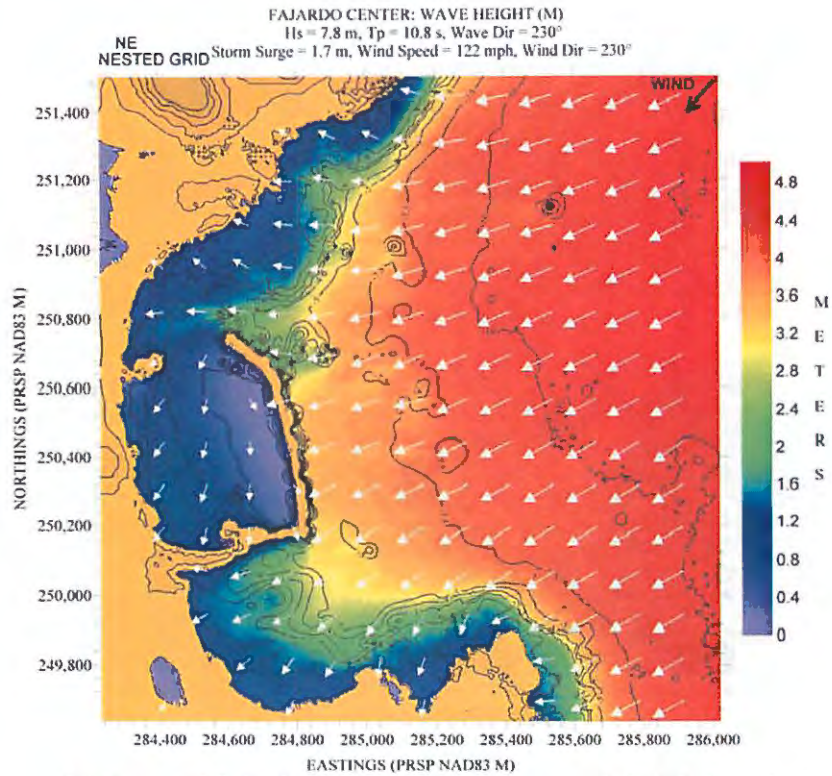 FAJARDO CENTER: WAVE HEIGHT (M)
Hs = 7.8 m, Tp = 10.8 s, Wave Dir = 230°
NE
NESTED GRID
Storm Surge = 1.7 m, Wind Speed = 122 mph, Wind Dir = 230°
WIND
251,400
251,200
251,000
250,800
250,600
250,400
250,200
250,000
249,800
NORTHINGS (PRSP NAD83 M)
284,400 284,600 284,800 285,000 285,200 285,400 285,600 285,800 286,000
EASTINGS (PRSP NAD83 M)
4.8
4.4
4
3.6
3.2
2.8
2.4
2
1.6
1.2
0.8
0.4
0
METERS